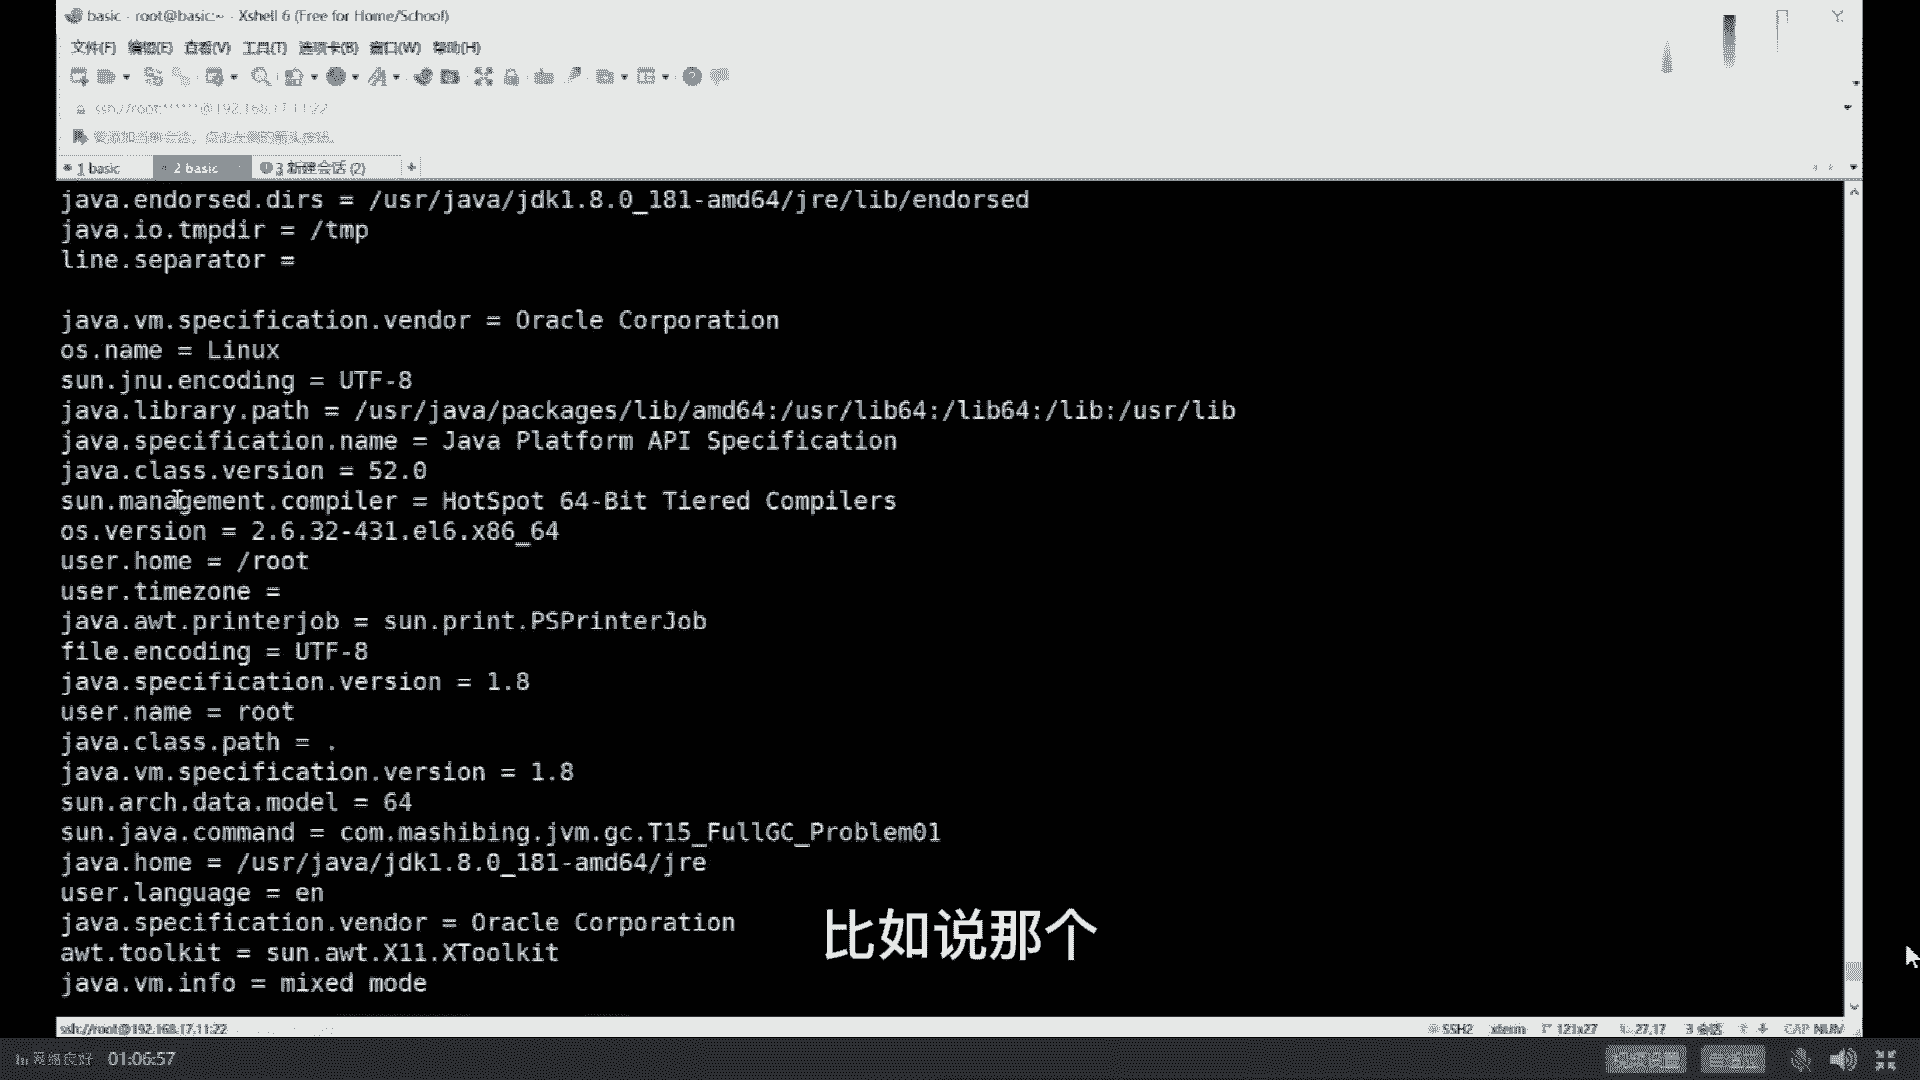 basic - root@basic:~ - Xshell 6 (Free for Home/School)
文件(F) 编辑(E) 查看(V) 工具(T) 选项卡(B) 窗口(W) 帮助(H)
ssh://root:*****@192.168.17.11:22
要添加当前会话，点击左侧的箭头按钮。
1 basic 2 basic 3 新建会话 (2) +
java.endorsed.dirs = /usr/java/jdk1.8.0_181-amd64/jre/lib/endorsed
java.io.tmpdir = /tmp
line.separator =
java.vm.specification.vendor = Oracle Corporation
os.name = Linux
sun.jnu.encoding = UTF-8
java.library.path = /usr/java/packages/lib/amd64:/usr/lib64:/lib64:/lib:/usr/lib
java.specification.name = Java Platform API Specification
java.class.version = 52.0
sun.management.compiler = HotSpot 64-Bit Tiered Compilers
os.version = 2.6.32-431.el6.x86_64
user.home = /root
user.timezone =
java.awt.printerjob = sun.print.PSPrinterJob
file.encoding = UTF-8
java.specification.version = 1.8
user.name = root
java.class.path = .
java.vm.specification.version = 1.8
sun.arch.data.model = 64
sun.java.command = com.mashibing.jvm.gc.T15_FullGC_Problem01
java.home = /usr/java/jdk1.8.0_181-amd64/jre
user.language = en
java.specification.vendor = Oracle Corporation
awt.toolkit = sun.awt.X11.XToolkit
java.vm.info = mixed mode
比如说那个
ssh://root@192.168.17.11:22 SSH2 xterm 121x27 27,17 3 会话 CAP NUM
网络良好 01:06:57